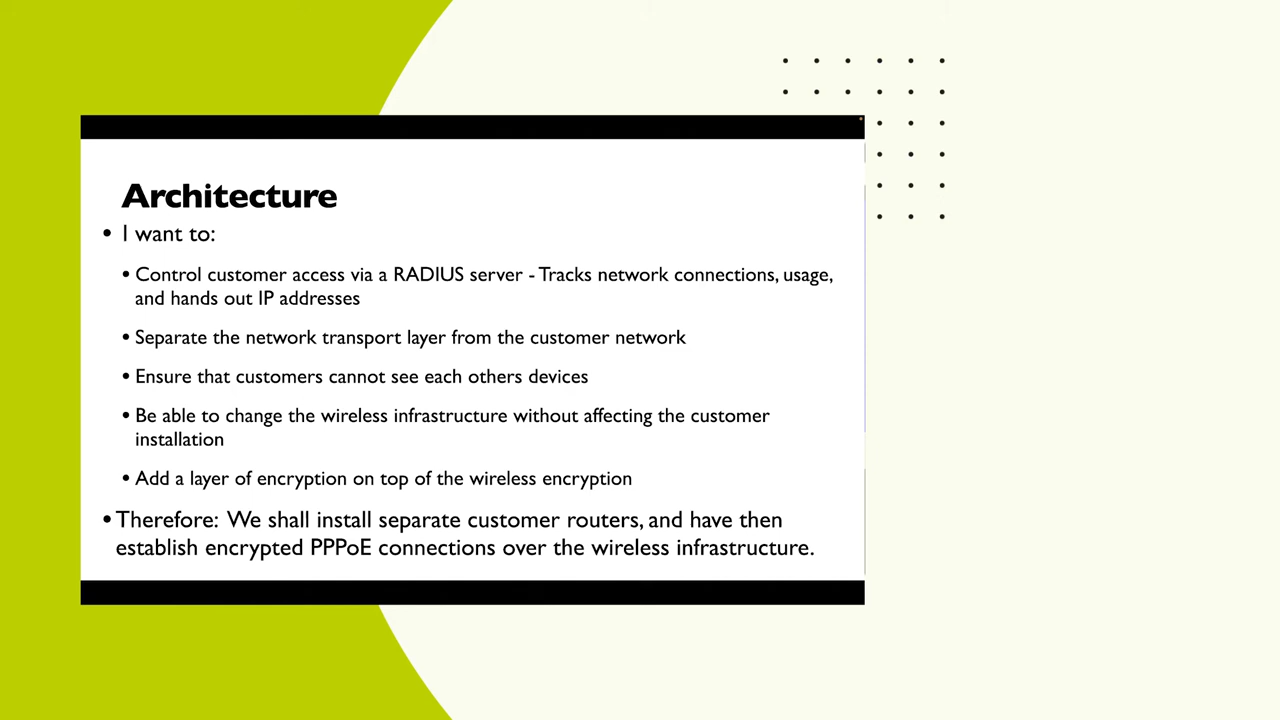 Architecture
• I want to:
• Control customer access via a RADIUS server - Tracks network connections, usage,
and hands out IP addresses
• Separate the network transport layer from the customer network
• Ensure that customers cannot see each others devices
• Be able to change the wireless infrastructure without affecting the customer
installation
• Add a layer of encryption on top of the wireless encryption
• Therefore: We shall install separate customer routers, and have then
establish encrypted PPPoE connections over the wireless infrastructure.